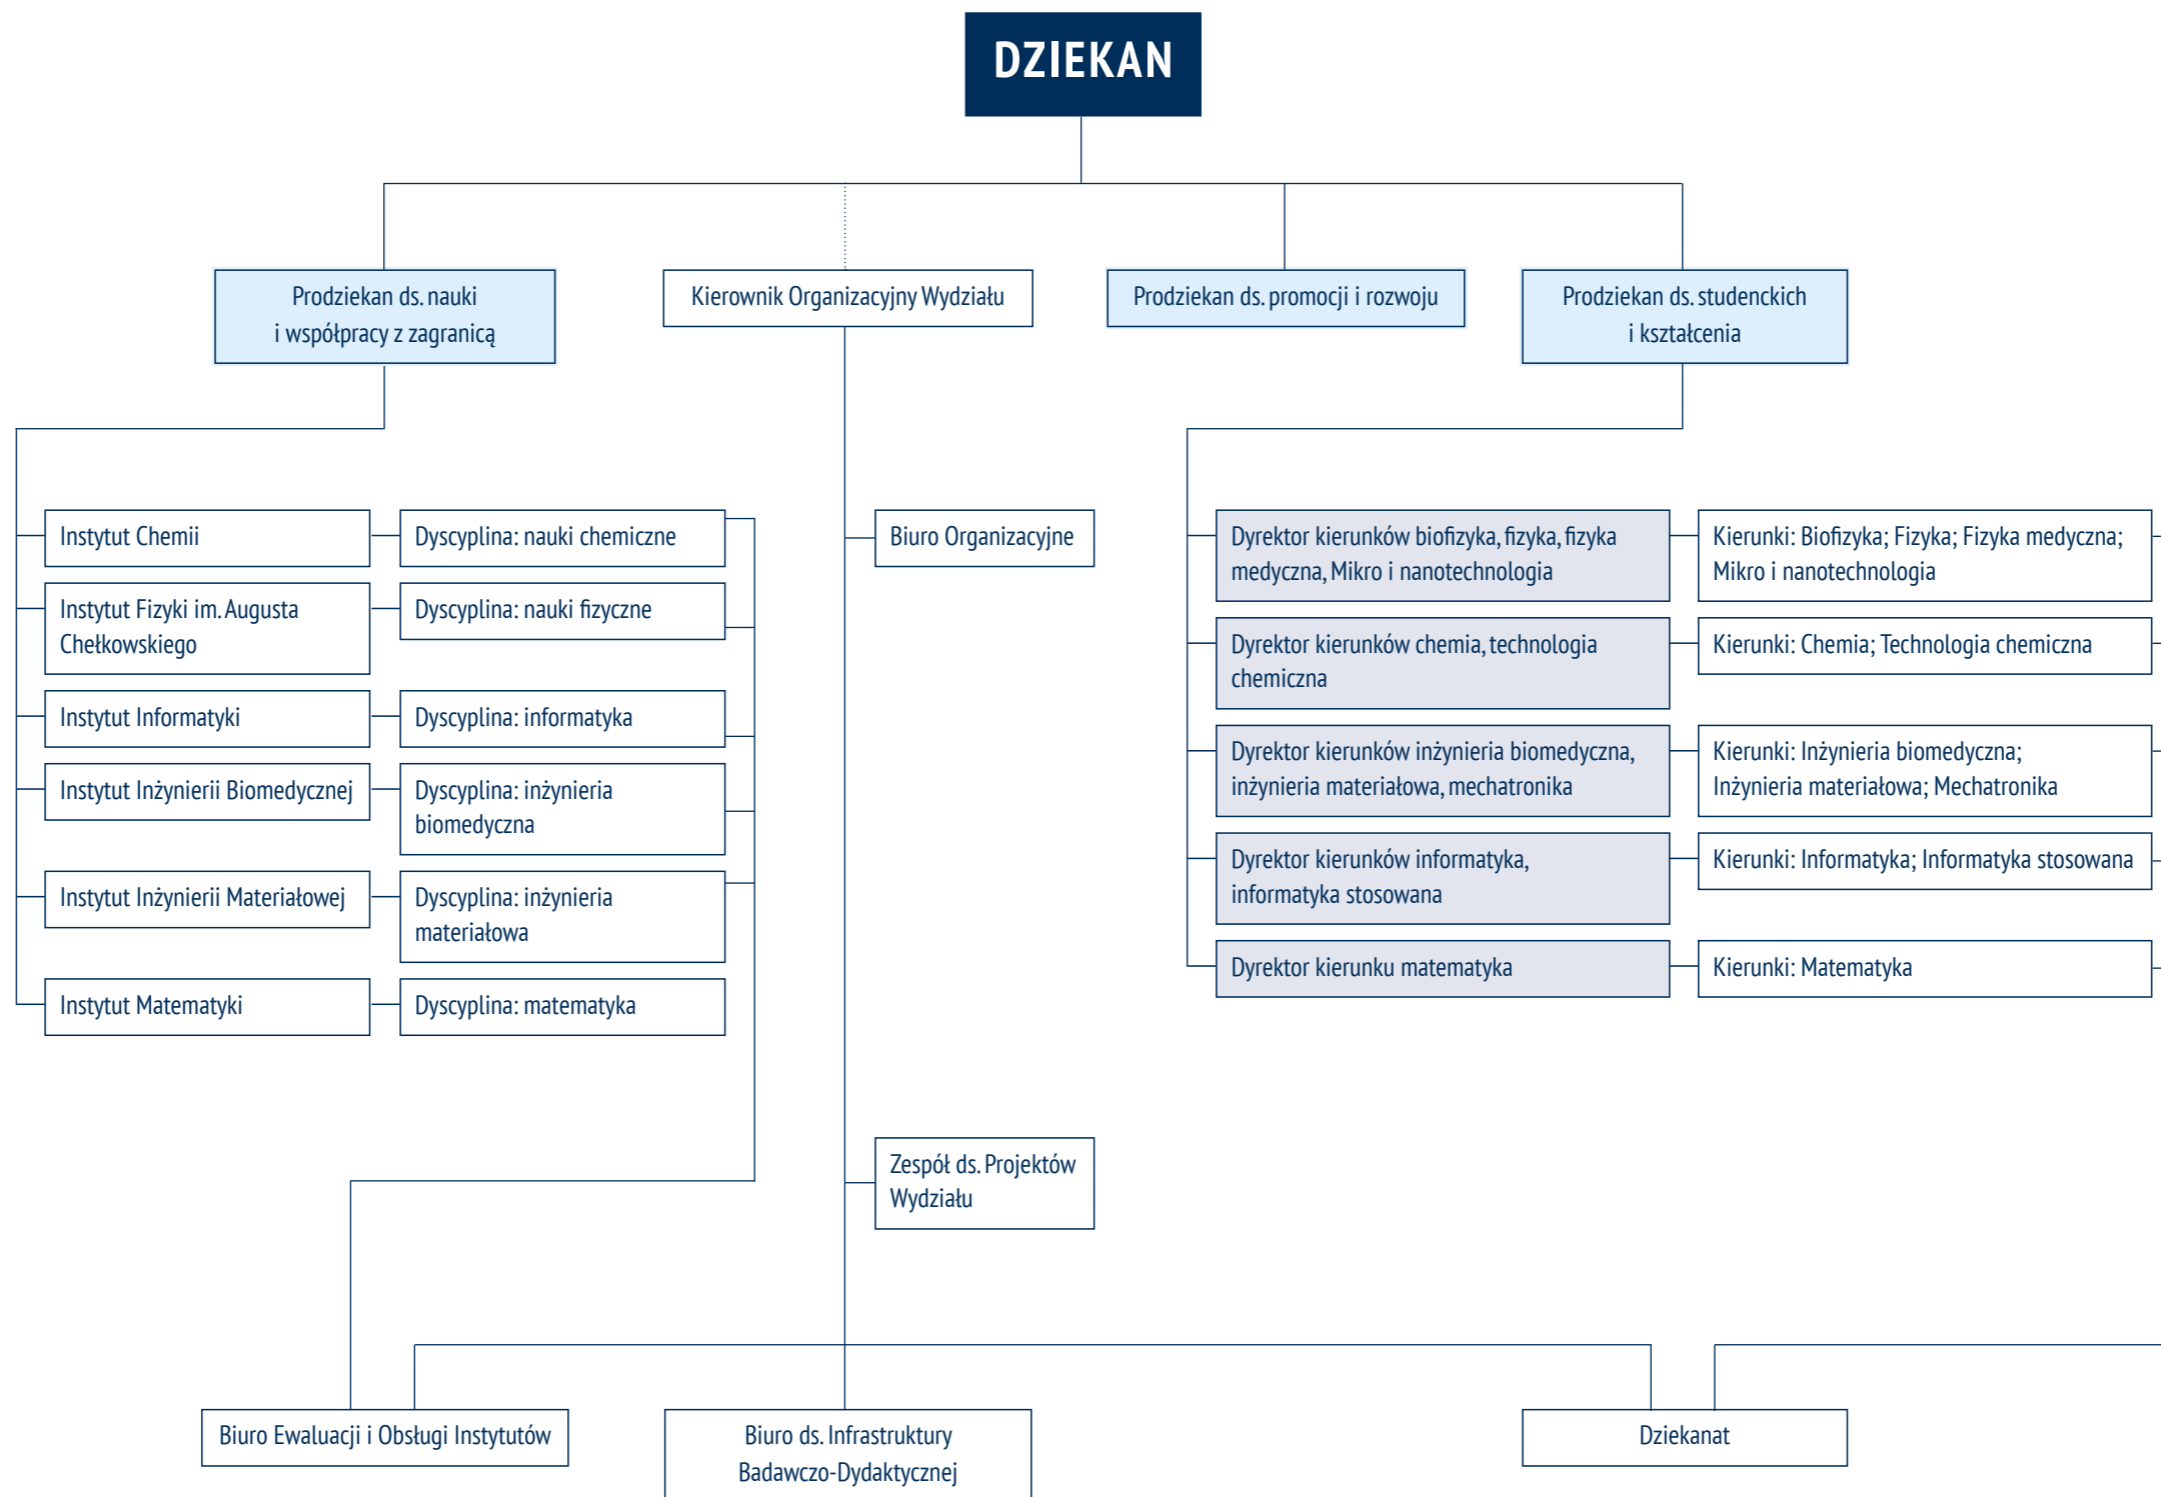 DZIEKAN
Prodziekan ds. nauki
i współpracy z zagranicą
Kierownik Organizacyjny Wydziału
Prodziekan ds. promocji i rozwoju
Prodziekan ds. studenckich
i kształcenia
Instytut Chemii
Dyscyplina: nauki chemiczne
Instytut Fizyki im. Augusta
Chełkowskiego
Dyscyplina: nauki fizyczne
Instytut Informatyki
Dyscyplina: informatyka
Instytut Inżynierii Biomedycznej
Dyscyplina: inżynieria
biomedyczna
Instytut Inżynierii Materiałowej
Dyscyplina: inżynieria
materiałowa
Instytut Matematyki
Dyscyplina: matematyka
Biuro Organizacyjne
Zespół ds. Projektów
Wydziału
Dyrektor kierunków biofizyka, fizyka, fizyka
medyczna, Mikro i nanotechnologia
Kierunki: Biofizyka; Fizyka; Fizyka medyczna;
Mikro i nanotechnologia
Dyrektor kierunków chemia, technologia
chemiczna
Kierunki: Chemia; Technologia chemiczna
Dyrektor kierunków inżynieria biomedyczna,
inżynieria materiałowa, mechatronika
Kierunki: Inżynieria biomedyczna;
Inżynieria materiałowa; Mechatronika
Dyrektor kierunków informatyka,
informatyka stosowana
Kierunki: Informatyka; Informatyka stosowana
Dyrektor kierunku matematyka
Kierunki: Matematyka
Biuro Ewaluacji i Obsługi Instytutów
Biuro ds. Infrastruktury
Badawczo-Dydaktycznej
Dziekanat